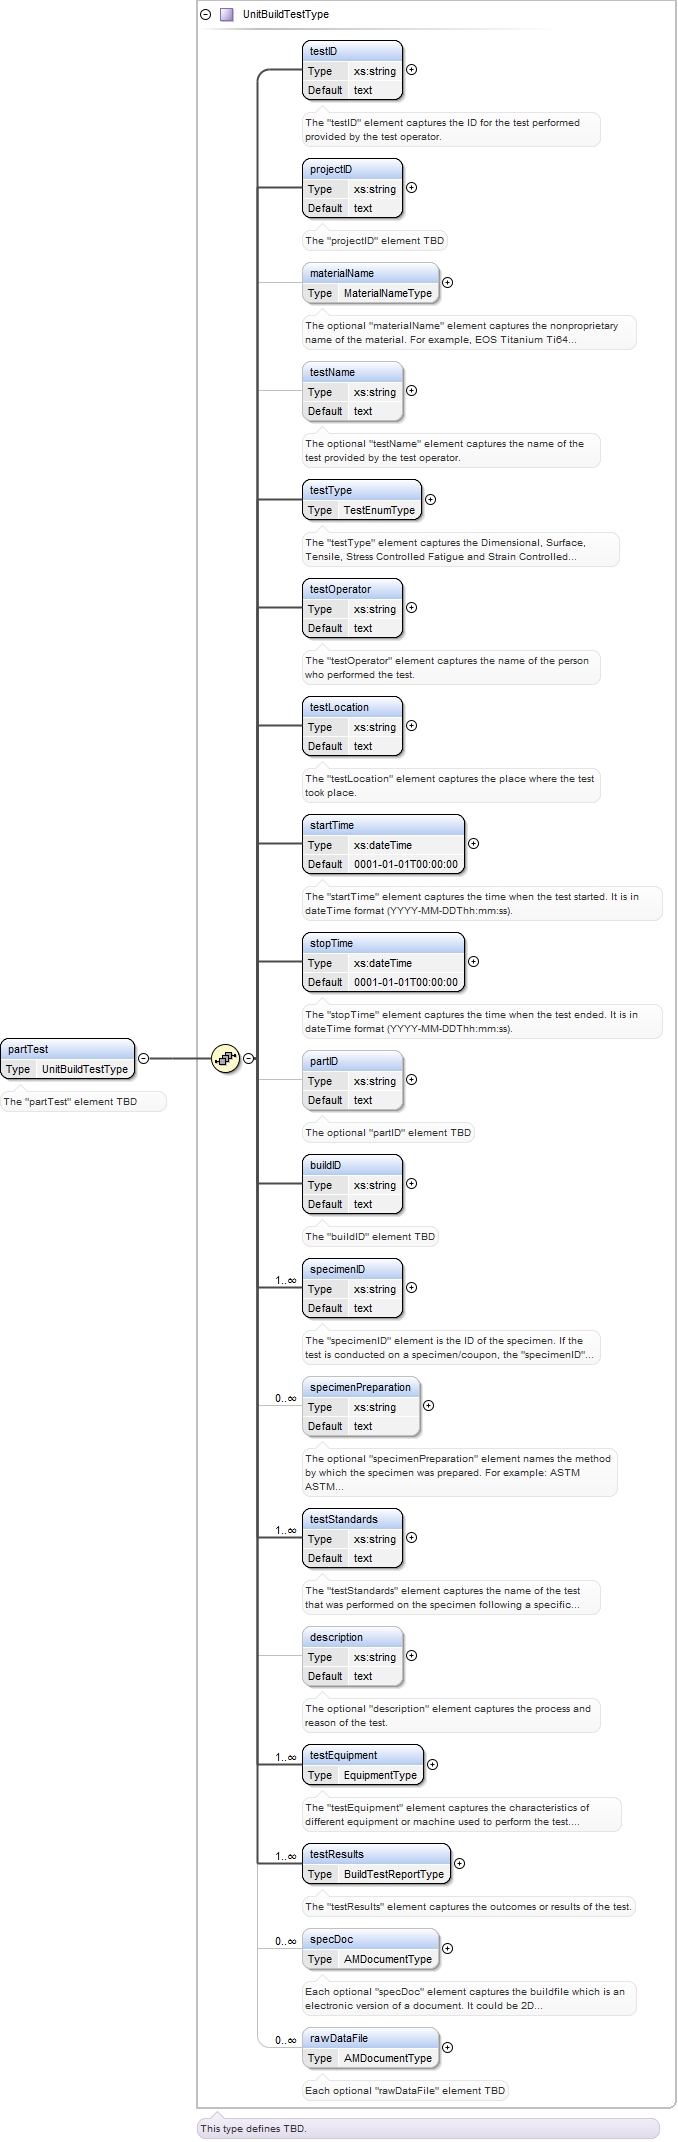 UnitBuildTestType
testID
Type xs:string
Default text
The "testID" element captures the ID for the test performed
provided by the test operator.
projectID
Type xs:string
Default text
The "projectID" element TBD
materialName
Type MaterialNameType
The optional "materialName" element captures the nonproprietary
name of the material. For example, EOS Titanium Ti64...
testName
Type xs:string
Default text
The optional "testName" element captures the name of the
test provided by the test operator.
testType
Type TestEnumType
The "testType" element captures the Dimensional, Surface,
Tensile, Stress Controlled Fatigue and Strain Controlled...
testOperator
Type xs:string
Default text
The "testOperator" element captures the name of the person
who performed the test.
testLocation
Type xs:string
Default text
The "testLocation" element captures the place where the test
took place.
startTime
Type xs:dateTime
Default 0001-01-01T00:00:00
The "startTime" element captures the time when the test started. It is in
dateTime format (YYYY-MM-DDThh:mm:ss).
stopTime
Type xs:dateTime
Default 0001-01-01T00:00:00
The "stopTime" element captures the time when the test ended. It is in
dateTime format (YYYY-MM-DDThh:mm:ss).
partTest
Type UnitBuildTestType
The "partTest" element TBD
partID
Type xs:string
Default text
The optional "partID" element TBD
buildID
Type xs:string
Default text
The "buildID" element TBD
1..∞
specimenID
Type xs:string
Default text
The "specimenID" element is the ID of the specimen. If the
test is conducted on a specimen/coupon, the "specimenID"...
0..∞
specimenPreparation
Type xs:string
Default text
The optional "specimenPreparation" element names the method
by which the specimen was prepared. For example: ASTM
ASTM...
1..∞
testStandards
Type xs:string
Default text
The "testStandards" element captures the name of the test
that was performed on the specimen following a specific...
description
Type xs:string
Default text
The optional "description" element captures the process and
reason of the test.
1..∞
testEquipment
Type EquipmentType
The "testEquipment" element captures the characteristics of
different equipment or machine used to perform the test....
1..∞
testResults
Type BuildTestReportType
The "testResults" element captures the outcomes or results of the test.
0..∞
specDoc
Type AMDocumentType
Each optional "specDoc" element captures the buildfile which is an
electronic version of a document. It could be 2D...
0..∞
rawDataFile
Type AMDocumentType
Each optional "rawDataFile" element TBD
This type defines TBD.